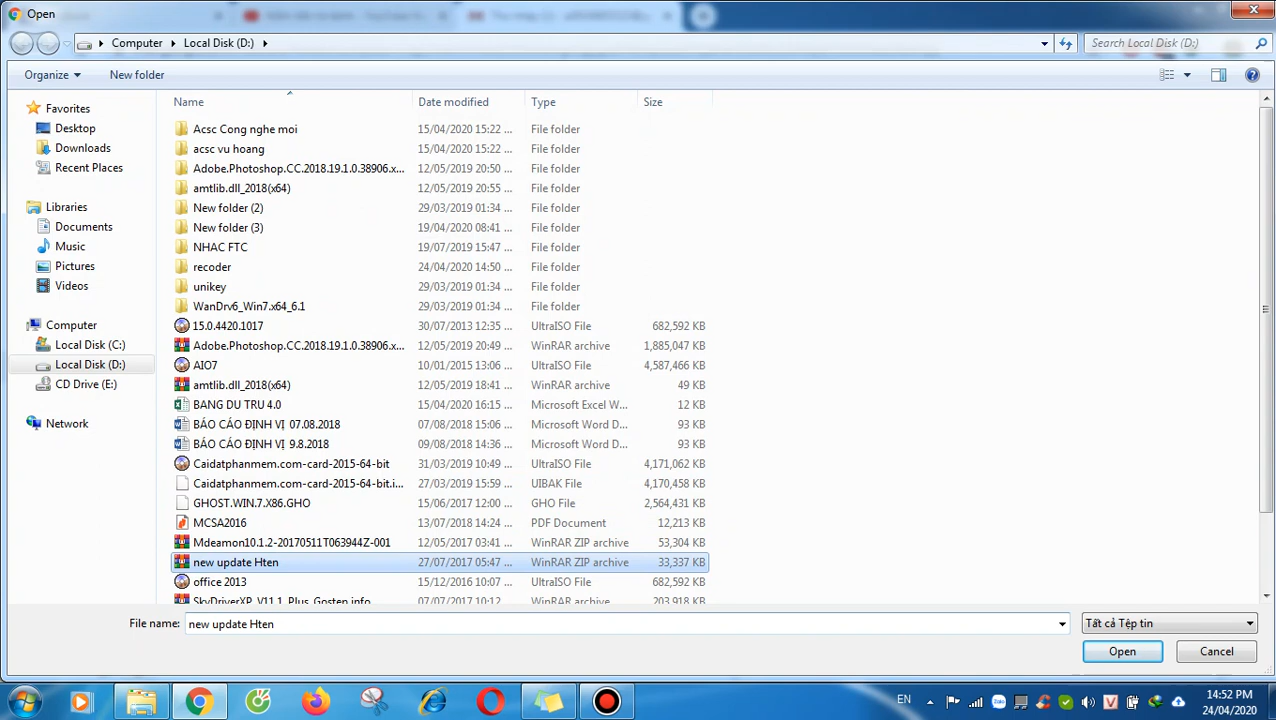 Open
Computer Local Disk (D:)
Search Local Disk (D:)
Organize New folder
Favorites
Desktop
Downloads
Recent Places
Libraries
Documents
Music
Pictures
Videos
Computer
Local Disk (C:)
Local Disk (D:)
CD Drive (E:)
Network
Name Date modified Type Size
Acsc Cong nghe moi 15/04/2020 15:22 ... File folder
acsc vu hoang 15/04/2020 15:22 ... File folder
Adobe.Photoshop.CC.2018.19.1.0.38906.x... 12/05/2019 20:50 ... File folder
amtlib.dll_2018(x64) 12/05/2019 20:55 ... File folder
New folder (2) 29/03/2019 01:34 ... File folder
New folder (3) 19/04/2020 08:41 ... File folder
NHAC FTC 19/07/2019 15:47 ... File folder
recoder 24/04/2020 14:50 ... File folder
unikey 29/03/2019 01:34 ... File folder
WanDrv6_Win7.x64_6.1 29/03/2019 01:34 ... File folder
15.0.4420.1017 30/07/2013 12:35 ... UltraISO File 682,592 KB
Adobe.Photoshop.CC.2018.19.1.0.38906.x... 12/05/2019 20:49 ... WinRAR archive 1,885,047 KB
AIO7 10/01/2015 13:06 ... UltraISO File 4,587,466 KB
amtlib.dll_2018(x64) 12/05/2019 18:41 ... WinRAR archive 49 KB
BANG DU TRU 4.0 15/04/2020 16:15 ... Microsoft Excel W... 12 KB
BÁO CÁO ĐỊNH VỊ 07.08.2018 07/08/2018 15:06 ... Microsoft Word D... 93 KB
BÁO CÁO ĐỊNH VỊ 9.8.2018 09/08/2018 14:36 ... Microsoft Word D... 93 KB
Caidatphanmem.com-card-2015-64-bit 31/03/2019 10:49 ... UltraISO File 4,171,062 KB
Caidatphanmem.com-card-2015-64-bit.i... 27/03/2019 15:59 ... UIBAK File 4,170,458 KB
GHOST.WIN.7.X86.GHO 15/06/2017 12:00 ... GHO File 2,564,431 KB
MCSA2016 13/07/2018 14:24 ... PDF Document 12,213 KB
Mdeamon10.1.2-20170511T063944Z-001 12/05/2017 03:41 ... WinRAR ZIP archive 53,304 KB
new update Hten 27/07/2017 05:47 ... WinRAR ZIP archive 33,337 KB
office 2013 15/12/2016 10:07 ... UltraISO File 682,592 KB
SkyDriverXP_V11.1_Plus_Gosten.info 07/07/2017 10:12 ... WinRAR archive 203,918 KB
File name: new update Hten Tất cả Tệp tin
Open Cancel
EN Zalo V 14:52 PM
24/04/2020